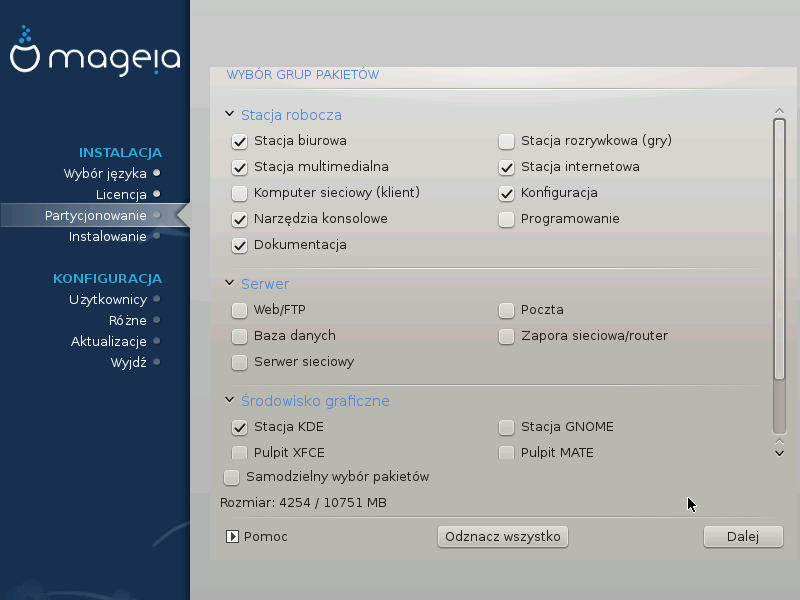 mageia
INSTALACJA
Wybór języka
Licencja
Partycjonowanie
Instalowanie
KONFIGURACJA
Użytkownicy
Różne
Aktualizacje
Wyjdź
WYBÓR GRUP PAKIETÓW
Stacja robocza
Stacja biurowa
Stacja rozrywkowa (gry)
Stacja multimedialna
Stacja internetowa
Komputer sieciowy (klient)
Konfiguracja
Narzędzia konsolowe
Programowanie
Dokumentacja
Serwer
Web/FTP
Poczta
Baza danych
Zapora sieciowa/router
Serwer sieciowy
Środowisko graficzne
Stacja KDE
Stacja GNOME
Pulpit XFCE
Pulpit MATE
Samodzielny wybór pakietów
Rozmiar: 4254 / 10751 MB
Pomoc
Odznacz wszystko
Dalej